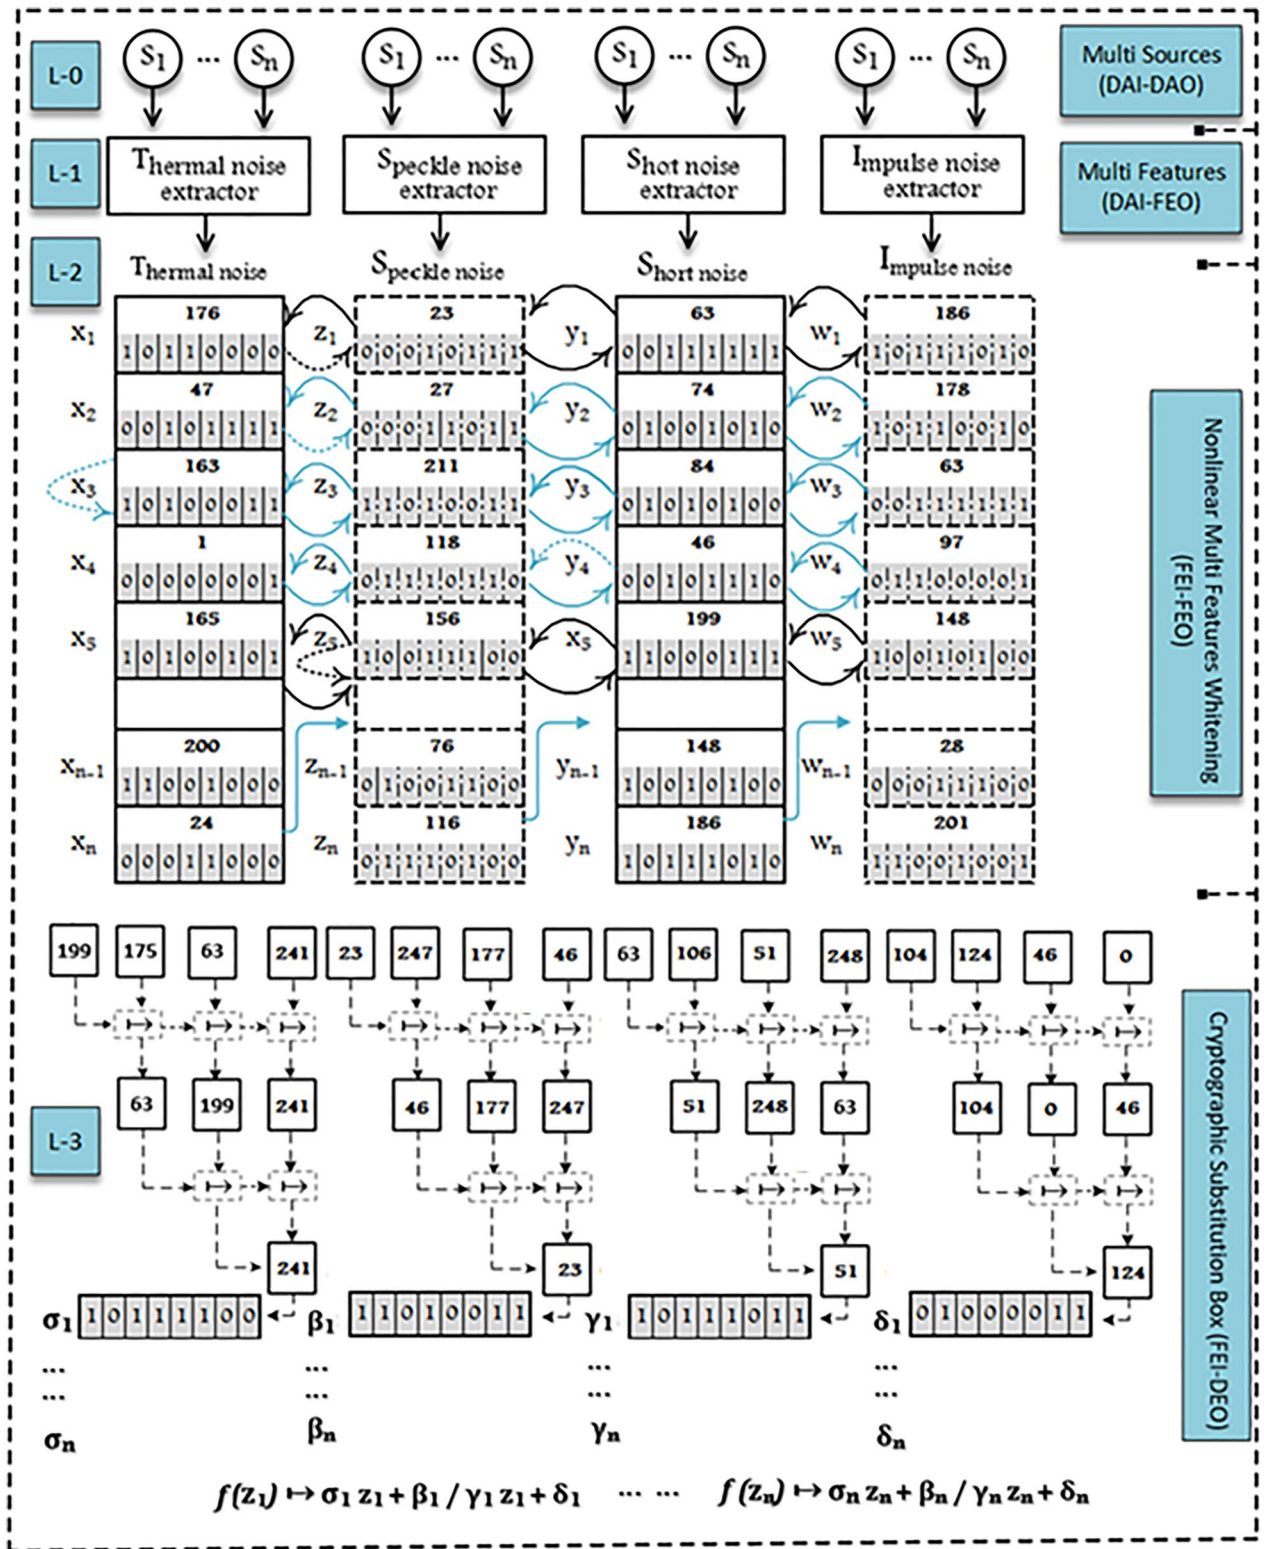 L-0
S1 ... Sn S1 ... Sn S1 ... Sn S1 ... Sn
Multi Sources
(DAI-DAO)
L-1
Thermal noise
extractor
Speckle noise
extractor
Shot noise
extractor
Impulse noise
extractor
Multi Features
(DAI-FEO)
L-2
Thermal noise Speckle noise Short noise Impulse noise
176 23 63 186
x1 1 0 1 1 0 0 0 0 z1 0 0 0 1 0 1 1 1 y1 0 0 1 1 1 1 1 1 w1 1 0 1 1 1 0 1 0
47 27 74 178
x2 0 0 1 0 1 1 1 1 z2 0 0 0 1 1 0 1 1 y2 0 1 0 0 1 0 1 0 w2 1 0 1 1 0 0 1 0
163 211 84 63
x3 1 0 1 0 0 0 1 1 z3 1 1 0 1 0 0 1 1 y3 0 1 0 1 0 1 0 0 w3 0 0 1 1 1 1 1 1
1 118 46 97
x4 0 0 0 0 0 0 0 1 z4 0 1 1 1 0 1 1 0 y4 0 0 1 0 1 1 1 0 w4 0 1 1 0 0 0 0 1
165 156 199 148
x5 1 0 1 0 0 1 0 1 z5 1 0 0 1 1 1 0 0 x5 1 1 0 0 0 1 1 1 w5 1 0 0 1 0 1 0 0
200 76 148 28
xn-1 1 1 0 0 1 0 0 0 zn-1 0 1 0 0 1 1 0 0 yn-1 1 0 0 1 0 1 0 0 wn-1 0 0 0 1 1 1 0 0
24 116 186 201
xn 0 0 0 1 1 0 0 0 zn 0 1 1 1 0 1 0 0 yn 1 0 1 1 1 0 1 0 wn 1 1 0 0 1 0 0 1
Nonlinear Multi Features Whitening
(FEI-FEO)
199 175 63 241 23 247 177 46 63 106 51 248 104 124 46 0
↦ ↦ ↦ ↦ ↦ ↦ ↦ ↦ ↦ ↦ ↦ ↦
L-3
63 199 241 46 177 247 51 248 63 104 0 46
↦ ↦ ↦ ↦ ↦ ↦ ↦ ↦
241 23 51 124
σ1 1 0 1 1 1 1 0 0 β1 1 1 0 1 0 0 1 1 γ1 1 0 1 1 1 0 1 1 δ1 0 1 0 0 0 0 1 1
... ... ... ...
... ... ... ...
σn βn γn δn
Cryptographic Substitution Box (FEI-DEO)
f(z1) ↦ σ1 z1 + β1 / γ1 z1 + δ1 ... ... f(zn) ↦ σn zn + βn / γn zn + δn